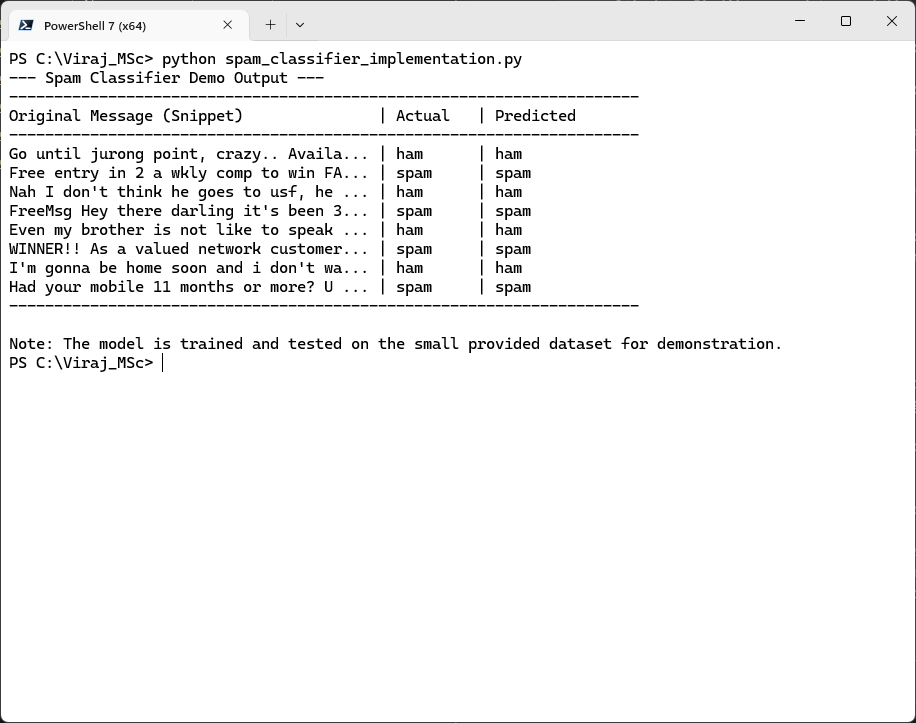 PowerShell 7 (x64)
PS C:\Viraj_MSc> python spam_classifier_implementation.py
--- Spam Classifier Demo Output ---
----------------------------------------------------------------------
Original Message (Snippet)               | Actual   | Predicted
----------------------------------------------------------------------
Go until jurong point, crazy.. Availa... | ham      | ham
Free entry in 2 a wkly comp to win FA... | spam     | spam
Nah I don't think he goes to usf, he ... | ham      | ham
FreeMsg Hey there darling it's been 3... | spam     | spam
Even my brother is not like to speak ... | ham      | ham
WINNER!! As a valued network customer... | spam     | spam
I'm gonna be home soon and i don't wa... | ham      | ham
Had your mobile 11 months or more? U ... | spam     | spam
----------------------------------------------------------------------
Note: The model is trained and tested on the small provided dataset for demonstration.
PS C:\Viraj_MSc>